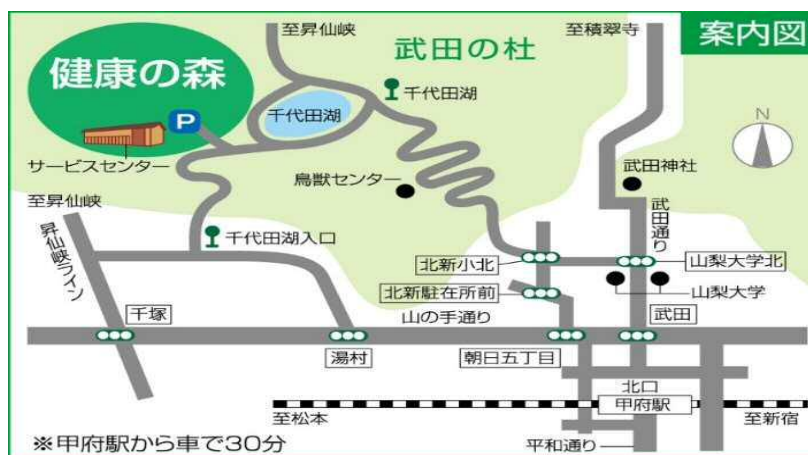 至昇仙峡
武田の杜
至積翠寺
案内図
健康の森
千代田湖
千代田湖
P
N
サービスセンター
鳥獣センター
武田神社
至昇仙峡
昇仙峡ライン
千代田湖入口
武田通り
北新小北
山梨大学北
北新駐在所前
山梨大学
千塚
山の手通り
武田
湯村
朝日五丁目
北口
甲府駅
至松本
至新宿
※甲府駅から車で30分
平和通り